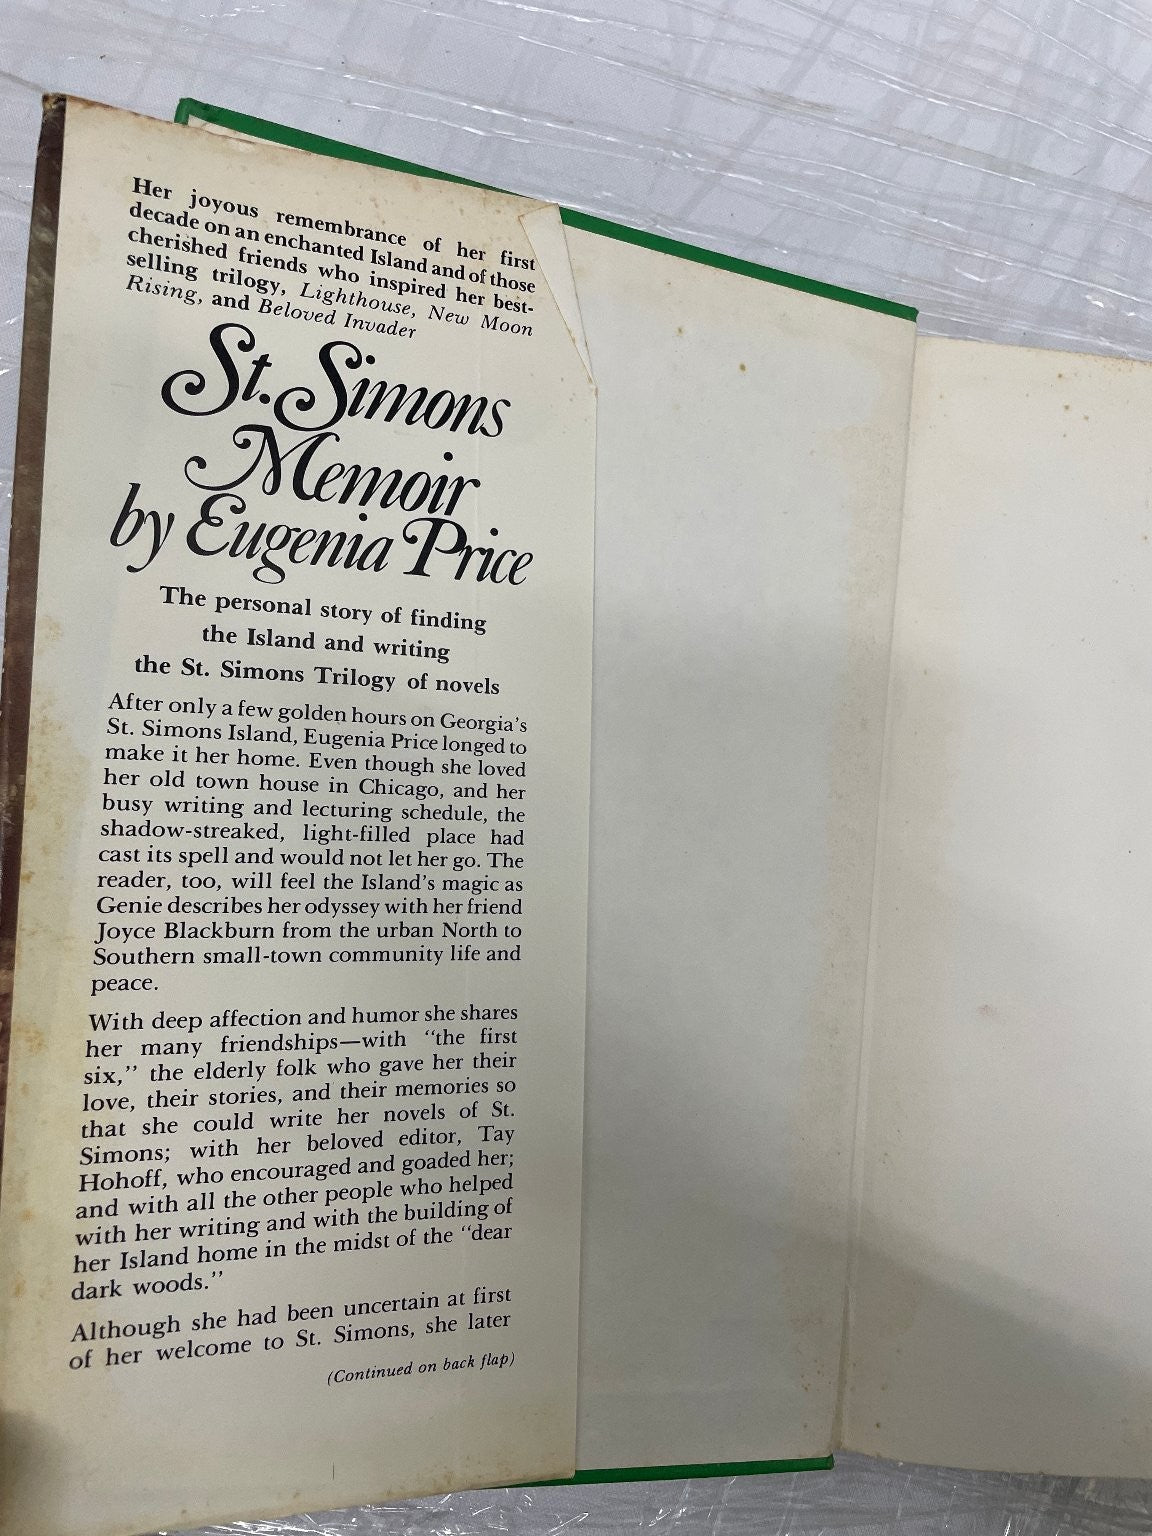 Her joyous remembrance of her first
decade on an enchanted Island and of those
cherished friends who inspired her best-
selling trilogy, Lighthouse, New Moon
Rising, and Beloved Invader
St. Simons
Memoir
by Eugenia Price
The personal story of finding
the Island and writing
the St. Simons Trilogy of novels
After only a few golden hours on Georgia's
St. Simons Island, Eugenia Price longed to
make it her home. Even though she loved
her old town house in Chicago, and her
busy writing and lecturing schedule, the
shadow-streaked, light-filled place had
cast its spell and would not let her go. The
reader, too, will feel the Island's magic as
Genie describes her odyssey with her friend
Joyce Blackburn from the urban North to
Southern small-town community life and
peace.
With deep affection and humor she shares
her many friendships—with "the first
six," the elderly folk who gave her their
love, their stories, and their memories so
that she could write her novels of St.
Simons; with her beloved editor, Tay
Hohoff, who encouraged and goaded her;
and with all the other people who helped
with her writing and with the building of
her Island home in the midst of the "dear
dark woods."
Although she had been uncertain at first
of her welcome to St. Simons, she later
(Continued on back flap)